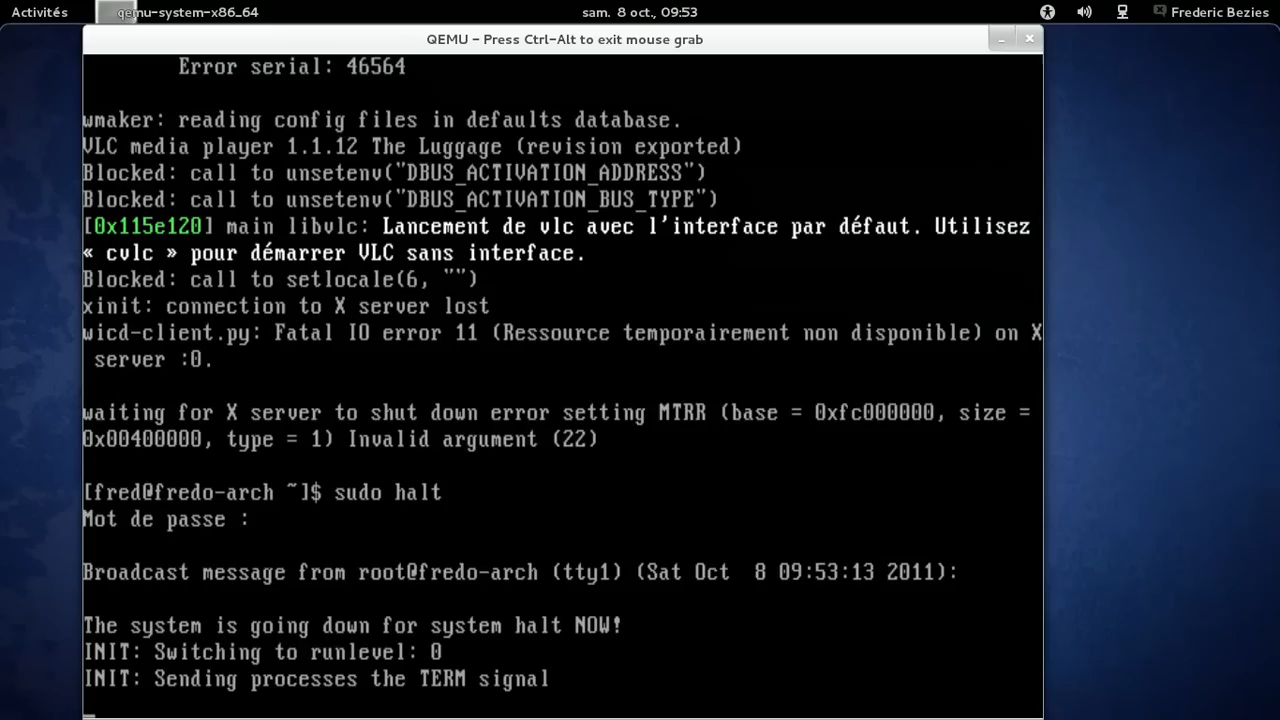 Activités qemu-system-x86_64 sam. 8 oct., 09:53 Frederic Bezies
QEMU - Press Ctrl-Alt to exit mouse grab
Error serial: 46564
wmaker: reading config files in defaults database.
VLC media player 1.1.12 The Luggage (revision exported)
Blocked: call to unsetenv("DBUS_ACTIVATION_ADDRESS")
Blocked: call to unsetenv("DBUS_ACTIVATION_BUS_TYPE")
[0x115e120] main libvlc: Lancement de vlc avec l'interface par défaut. Utilisez
« cvlc » pour démarrer VLC sans interface.
Blocked: call to setlocale(6, "")
xinit: connection to X server lost
wicd-client.py: Fatal IO error 11 (Ressource temporairement non disponible) on X
server :0.
waiting for X server to shut down error setting MTRR (base = 0xfc000000, size =
0x00400000, type = 1) Invalid argument (22)
[fred@fredo-arch ~]$ sudo halt
Mot de passe :
Broadcast message from root@fredo-arch (tty1) (Sat Oct  8 09:53:13 2011):
The system is going down for system halt NOW!
INIT: Switching to runlevel: 0
INIT: Sending processes the TERM signal